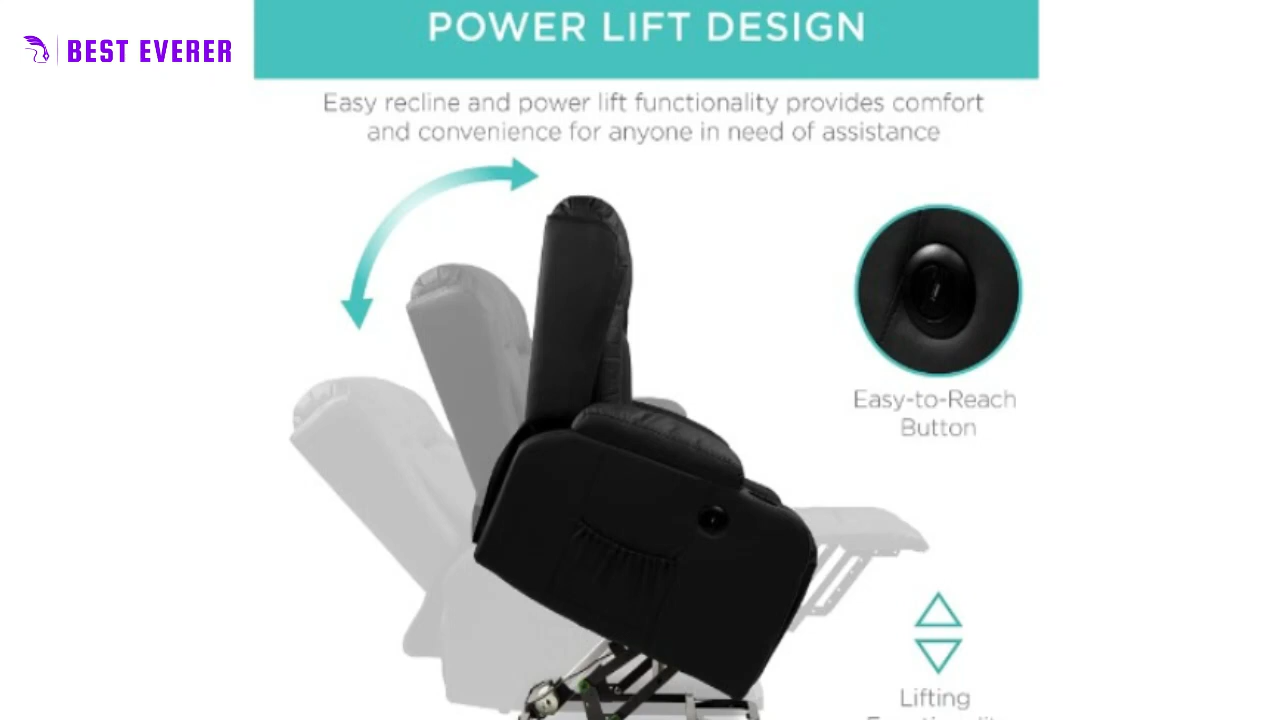 POWER LIFT DESIGN
BEST EVERER
Easy recline and power lift functionality provides comfort
and convenience for anyone in need of assistance
Easy-to-Reach
Button
Lifting